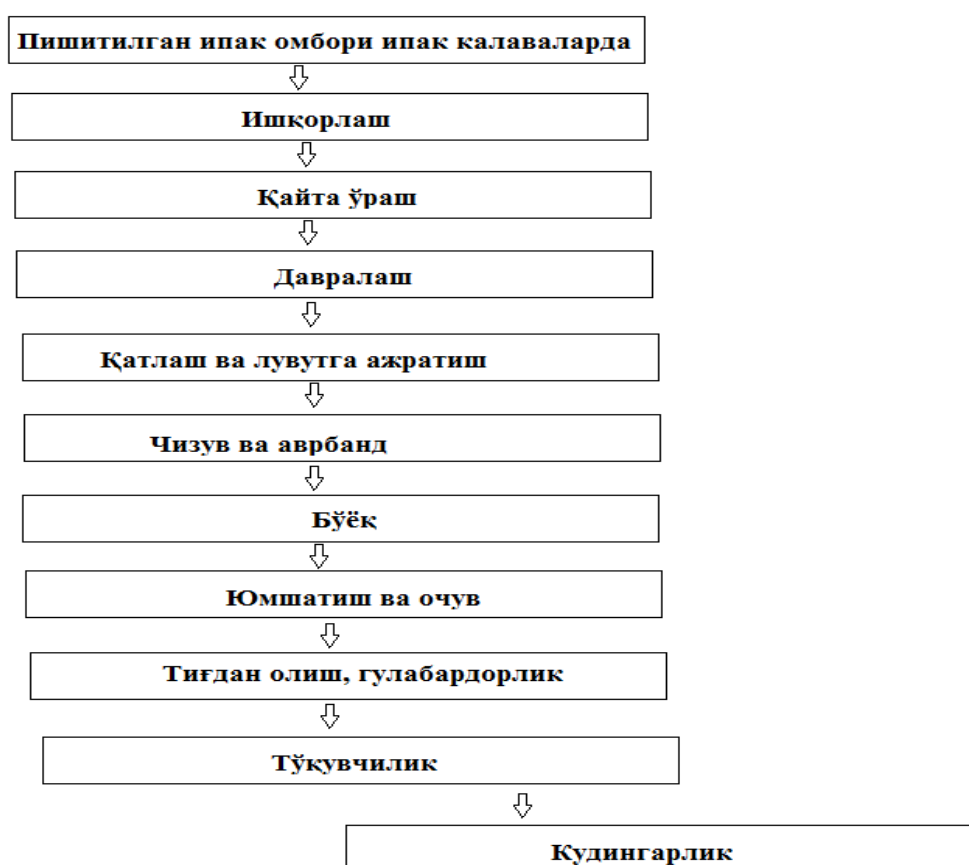 Пишитилган ипак омбори ипак калаваларда
Ишқорлаш
Қайта ўраш
Давралаш
Қатлаш ва лувутга ажратиш
Чизув ва аврбанд
Бўёқ
Юмшатиш ва очув
Тиғдан олиш, гулабардорлик
Тўқувчилик
Кудингарлик